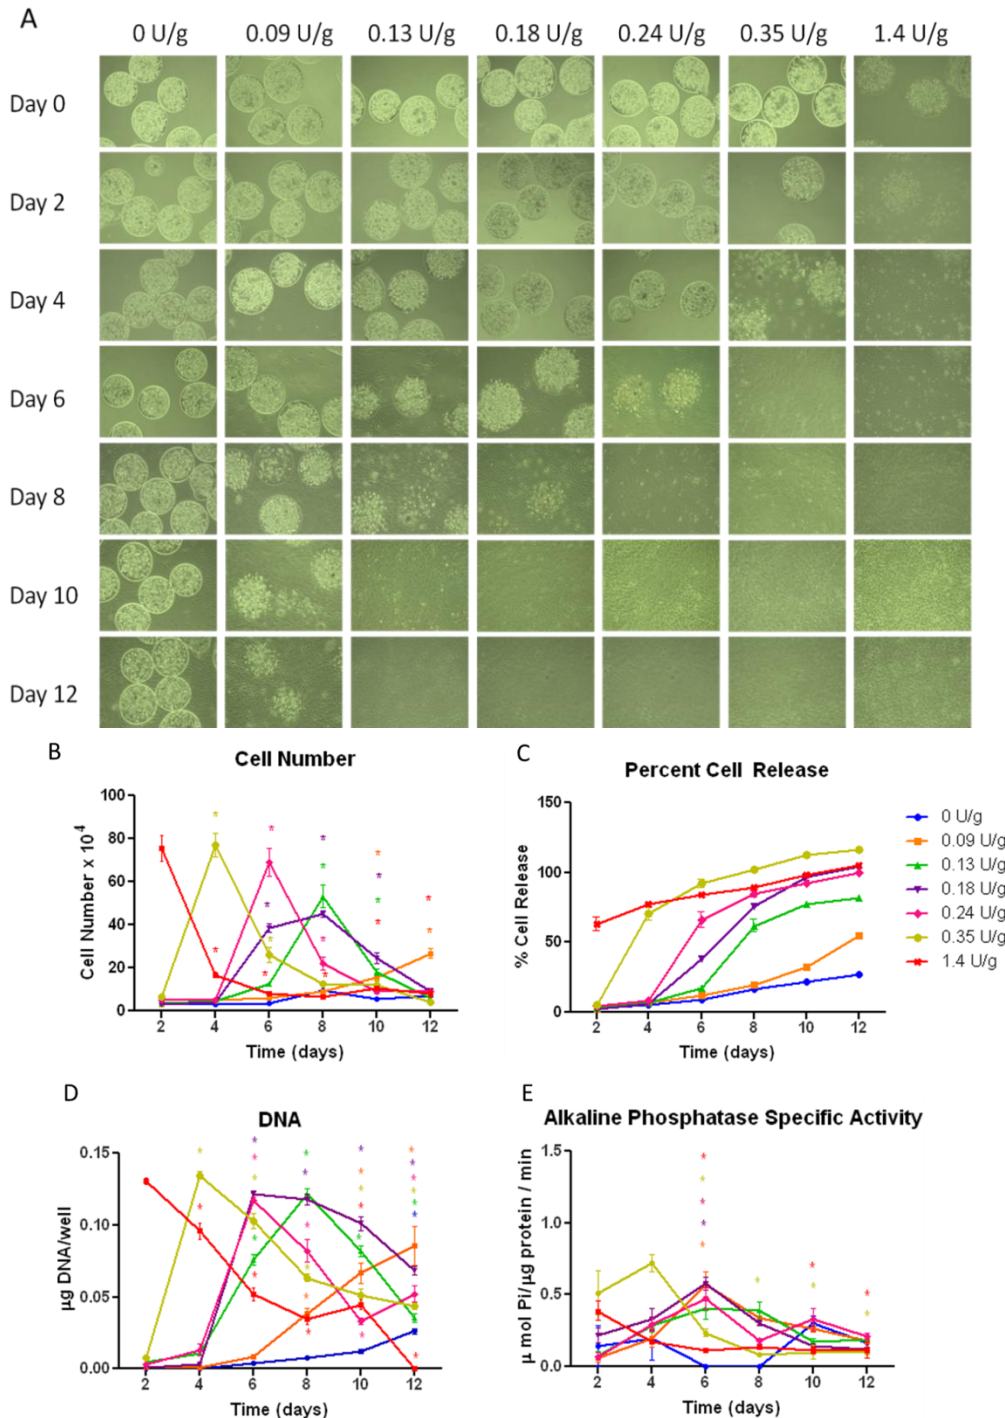 A
0 U/g 0.09 U/g 0.13 U/g 0.18 U/g 0.24 U/g 0.35 U/g 1.4 U/g
Day 0
Day 2
Day 4
Day 6
Day 8
Day 10
Day 12
B
Cell Number
Cell Number x 10⁴
100
80
60
40
20
0
2 4 6 8 10 12
Time (days)
C
Percent Cell Release
% Cell Release
150
100
50
0
2 4 6 8 10 12
Time (days)
0 U/g
0.09 U/g
0.13 U/g
0.18 U/g
0.24 U/g
0.35 U/g
1.4 U/g
D
DNA
µg DNA/well
0.15
0.10
0.05
0.00
2 4 6 8 10 12
Time (days)
E
Alkaline Phosphatase Specific Activity
µ mol Pi/µg protein / min
1.5
1.0
0.5
0.0
2 4 6 8 10 12
Time (days)